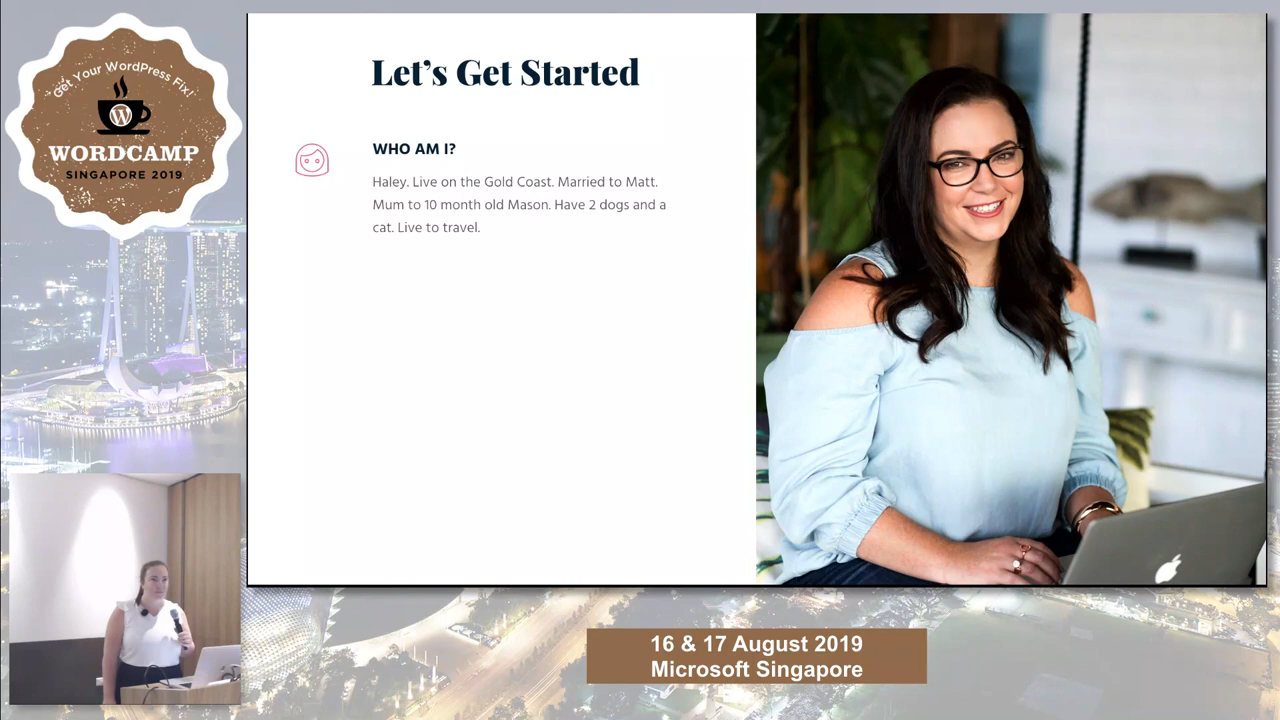 Get Your WordPress Fix!
W
WORDCAMP
SINGAPORE 2019
Let’s Get Started
WHO AM I?
Haley. Live on the Gold Coast. Married to Matt.
Mum to 10 month old Mason. Have 2 dogs and a
cat. Live to travel.
16 & 17 August 2019
Microsoft Singapore